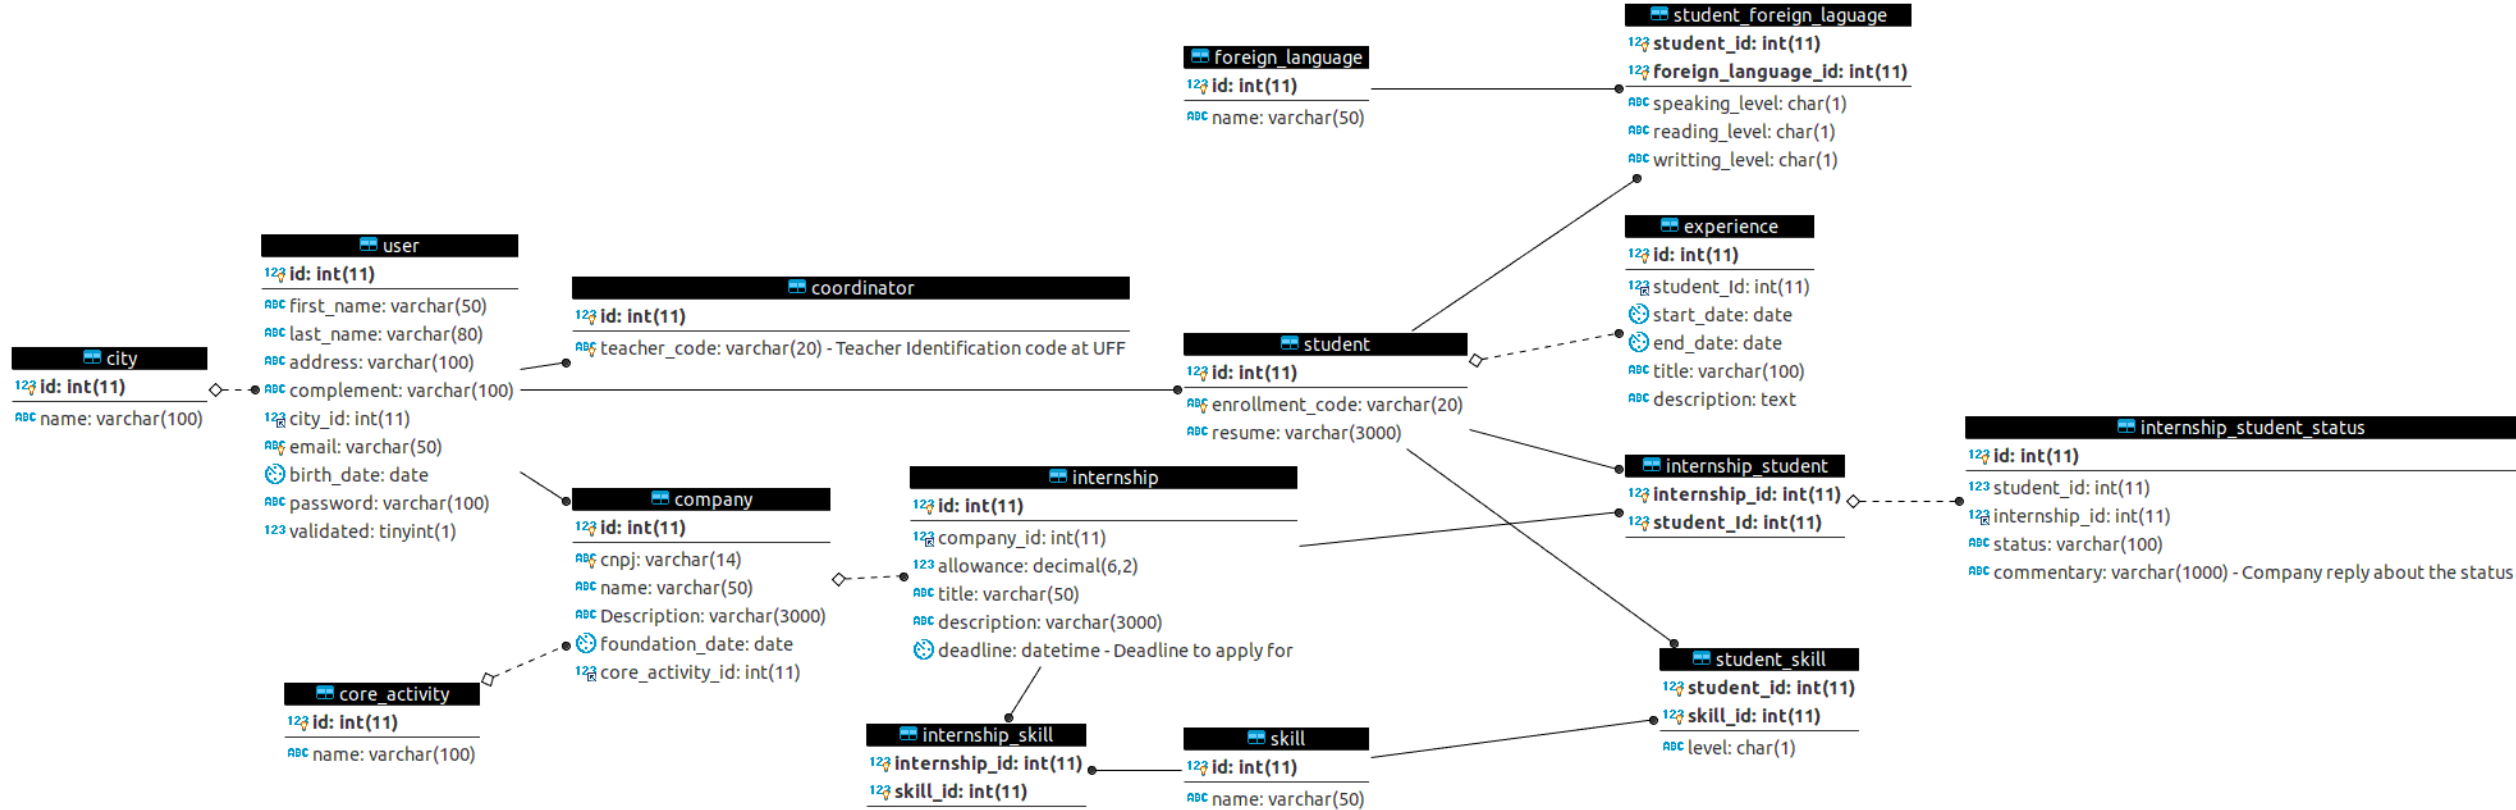 student_foreign_laguage
student_id: int(11)
foreign_language_id: int(11)
speaking_level: char(1)
reading_level: char(1)
writting_level: char(1)
foreign_language
id: int(11)
name: varchar(50)
experience
id: int(11)
student_Id: int(11)
start_date: date
end_date: date
title: varchar(100)
description: text
user
id: int(11)
first_name: varchar(50)
last_name: varchar(80)
address: varchar(100)
complement: varchar(100)
city_id: int(11)
email: varchar(50)
birth_date: date
password: varchar(100)
validated: tinyint(1)
coordinator
id: int(11)
teacher_code: varchar(20) - Teacher Identification code at UFF
city
id: int(11)
name: varchar(100)
student
id: int(11)
enrollment_code: varchar(20)
resume: varchar(3000)
internship_student_status
id: int(11)
student_id: int(11)
internship_id: int(11)
status: varchar(100)
commentary: varchar(1000) - Company reply about the status
internship_student
internship_id: int(11)
student_Id: int(11)
internship
id: int(11)
company_id: int(11)
allowance: decimal(6,2)
title: varchar(50)
description: varchar(3000)
deadline: datetime - Deadline to apply for
company
id: int(11)
cnpj: varchar(14)
name: varchar(50)
Description: varchar(3000)
foundation_date: date
core_activity_id: int(11)
core_activity
id: int(11)
name: varchar(100)
student_skill
student_id: int(11)
skill_id: int(11)
level: char(1)
internship_skill
internship_id: int(11)
skill_id: int(11)
skill
id: int(11)
name: varchar(50)